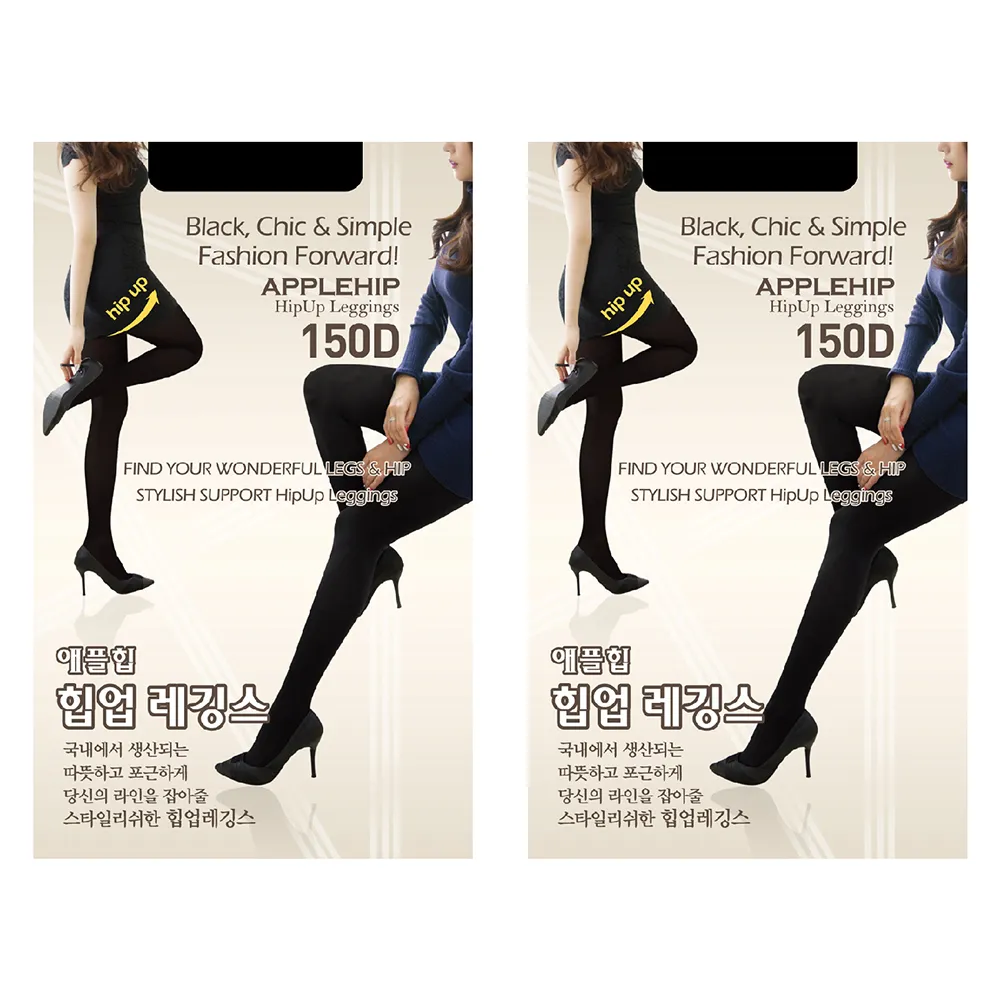 Black, Chic & Simple
Fashion Forward!
hip up
APPLEHIP
HipUp Leggings
150D
FIND YOUR WONDERFUL LEGS & HIP
STYLISH SUPPORT HipUp Leggings
애플힙
힙업 레깅스
국내에서 생산되는
따뜻하고 포근하게
당신의 라인을 잡아줄
스타일리쉬한 힙업레깅스
Black, Chic & Simple
Fashion Forward!
hip up
APPLEHIP
HipUp Leggings
150D
FIND YOUR WONDERFUL LEGS & HIP
STYLISH SUPPORT HipUp Leggings
애플힙
힙업 레깅스
국내에서 생산되는
따뜻하고 포근하게
당신의 라인을 잡아줄
스타일리쉬한 힙업레깅스